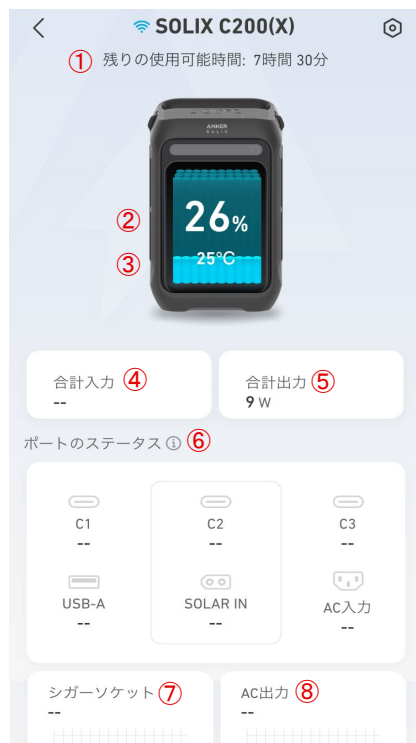 SOLIX C200(X)
① 残りの使用可能時間: 7時間 30分
ANKER
SOLIX
② 26%
③ 25°C
合計入力 ④
--
合計出力 ⑤
9 W
ポートのステータス ⑥
C1
--
C2
--
C3
--
USB-A
--
SOLAR IN
--
AC入力
--
シガーソケット ⑦
--
AC出力 ⑧
--